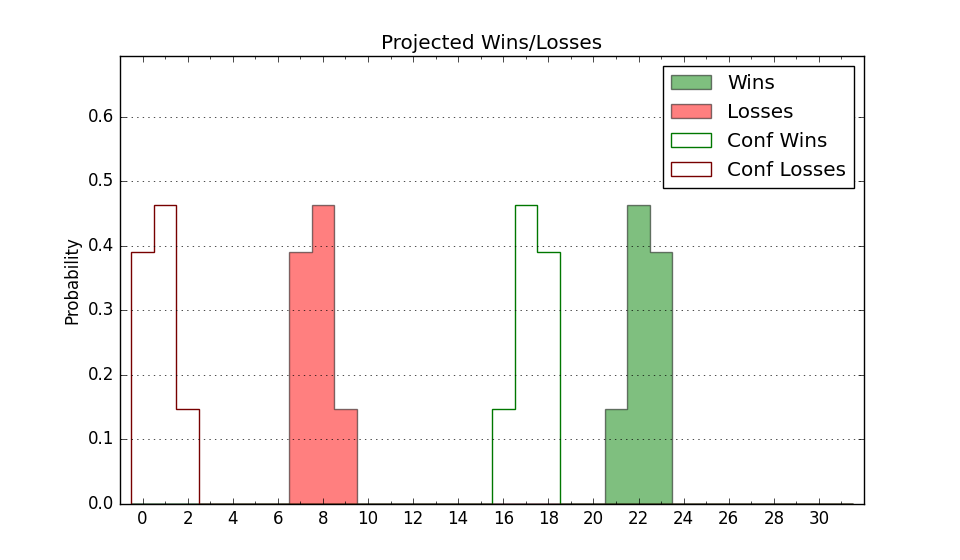 Projected Wins/Losses
Wins
Losses
Conf Wins
Conf Losses
Probability
0.6
0.5
0.4
0.3
0.2
0.1
0.0
0 2 4 6 8 10 12 14 16 18 20 22 24 26 28 30